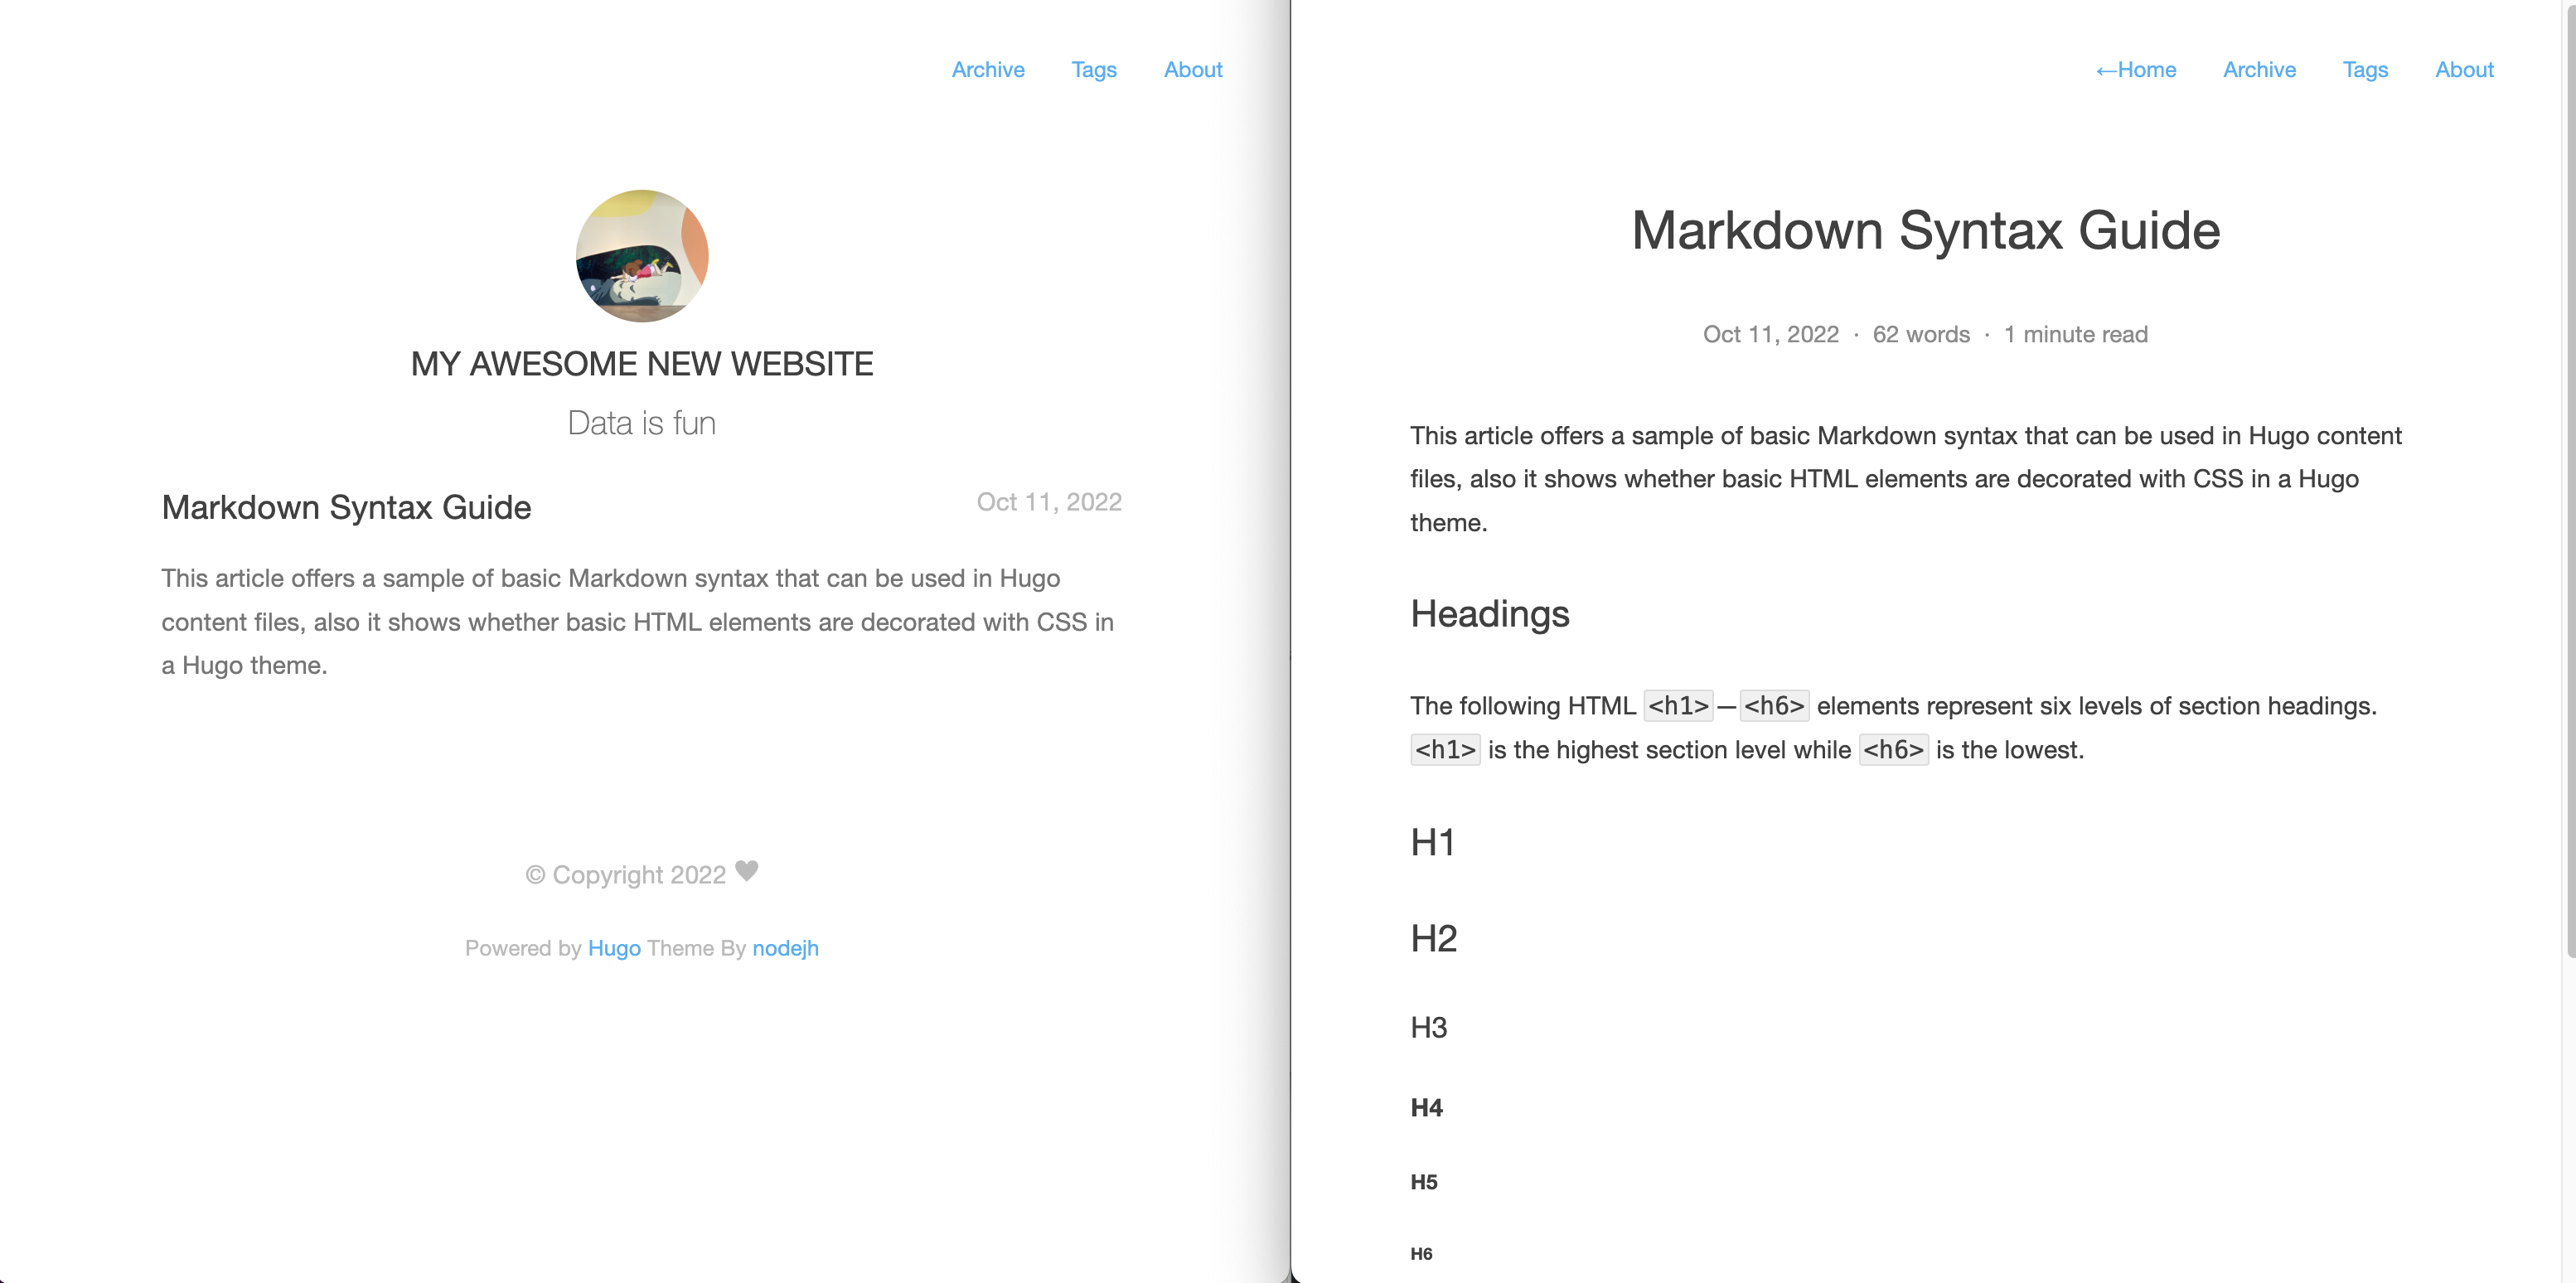 Archive Tags About
MY AWESOME NEW WEBSITE
Data is fun
Markdown Syntax Guide Oct 11, 2022
This article offers a sample of basic Markdown syntax that can be used in Hugo
content files, also it shows whether basic HTML elements are decorated with CSS in
a Hugo theme.
© Copyright 2022 ♥
Powered by Hugo Theme By nodejh
←Home Archive Tags About
Markdown Syntax Guide
Oct 11, 2022 · 62 words · 1 minute read
This article offers a sample of basic Markdown syntax that can be used in Hugo content
files, also it shows whether basic HTML elements are decorated with CSS in a Hugo
theme.
Headings
The following HTML <h1>—<h6> elements represent six levels of section headings.
<h1> is the highest section level while <h6> is the lowest.
H1
H2
H3
H4
H5
H6